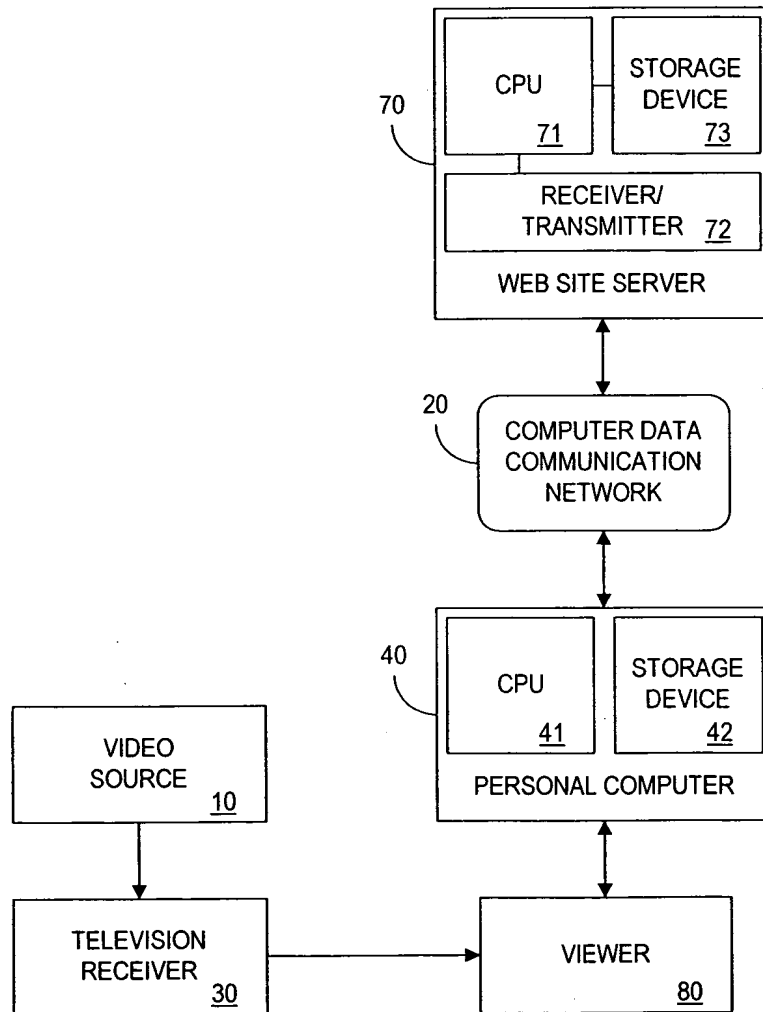 CPU
71
STORAGE
DEVICE
73
70
RECEIVER/
TRANSMITTER
72
WEB SITE SERVER
20
COMPUTER DATA
COMMUNICATION
NETWORK
40
CPU
41
STORAGE
DEVICE
42
PERSONAL COMPUTER
VIDEO
SOURCE
10
TELEVISION
RECEIVER
30
VIEWER
80